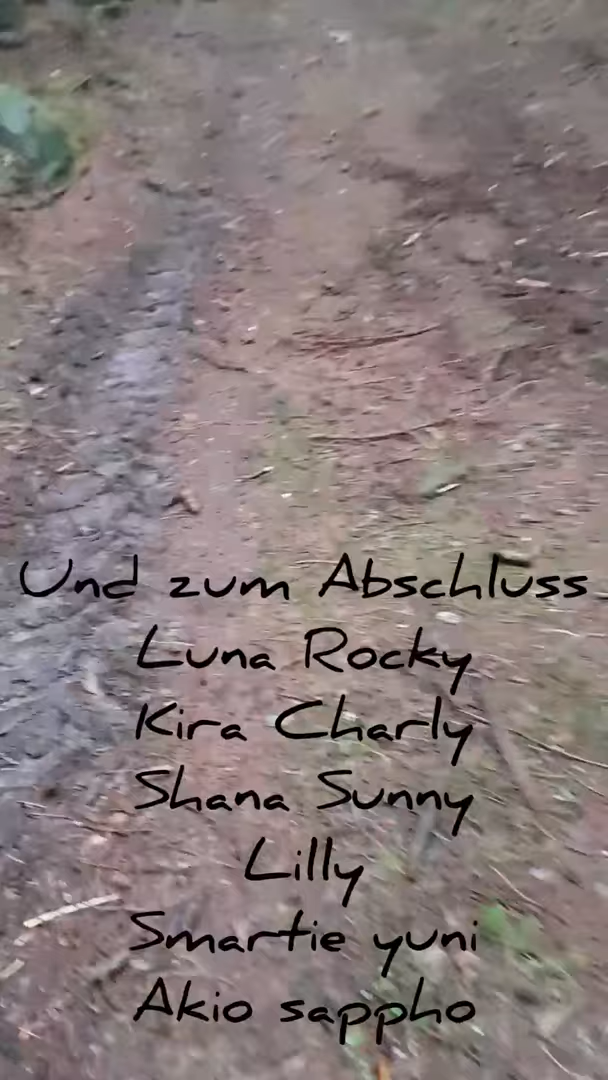 Und zum Abschluss
Luna Rocky
Kira Charly
Shana Sunny
Lilly
Smartie yuni
Akio sappho